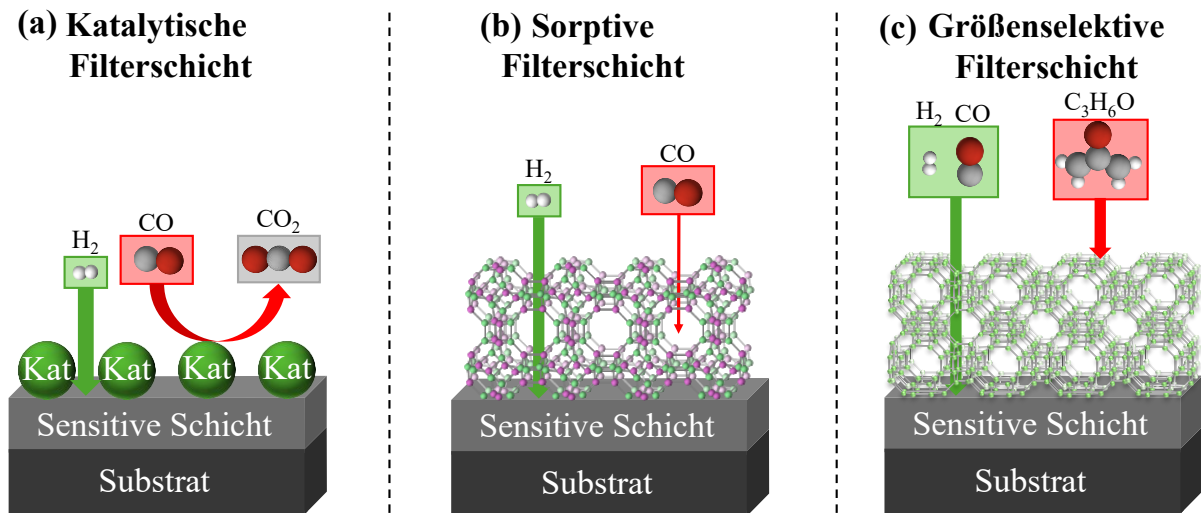 (a) Katalytische
Filterschicht
H₂
CO
CO₂
Kat
Kat
Kat
Kat
Sensitive Schicht
Substrat
(b) Sorptive
Filterschicht
H₂
CO
Sensitive Schicht
Substrat
(c) Größenselektive
Filterschicht
H₂ CO
C₃H₆O
Sensitive Schicht
Substrat